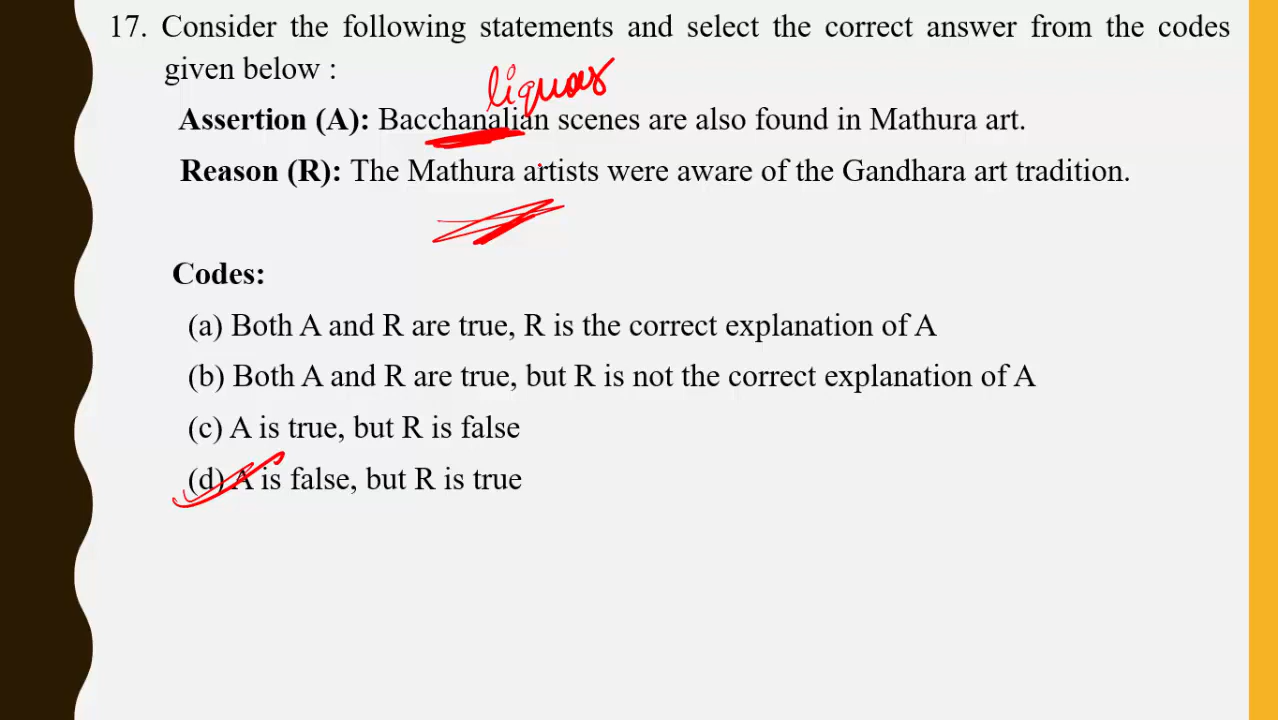 17. Consider the following statements and select the correct answer from the codes
given below :
liquor
Assertion (A): Bacchanalian scenes are also found in Mathura art.
Reason (R): The Mathura artists were aware of the Gandhara art tradition.
Codes:
(a) Both A and R are true, R is the correct explanation of A
(b) Both A and R are true, but R is not the correct explanation of A
(c) A is true, but R is false
(d) A is false, but R is true